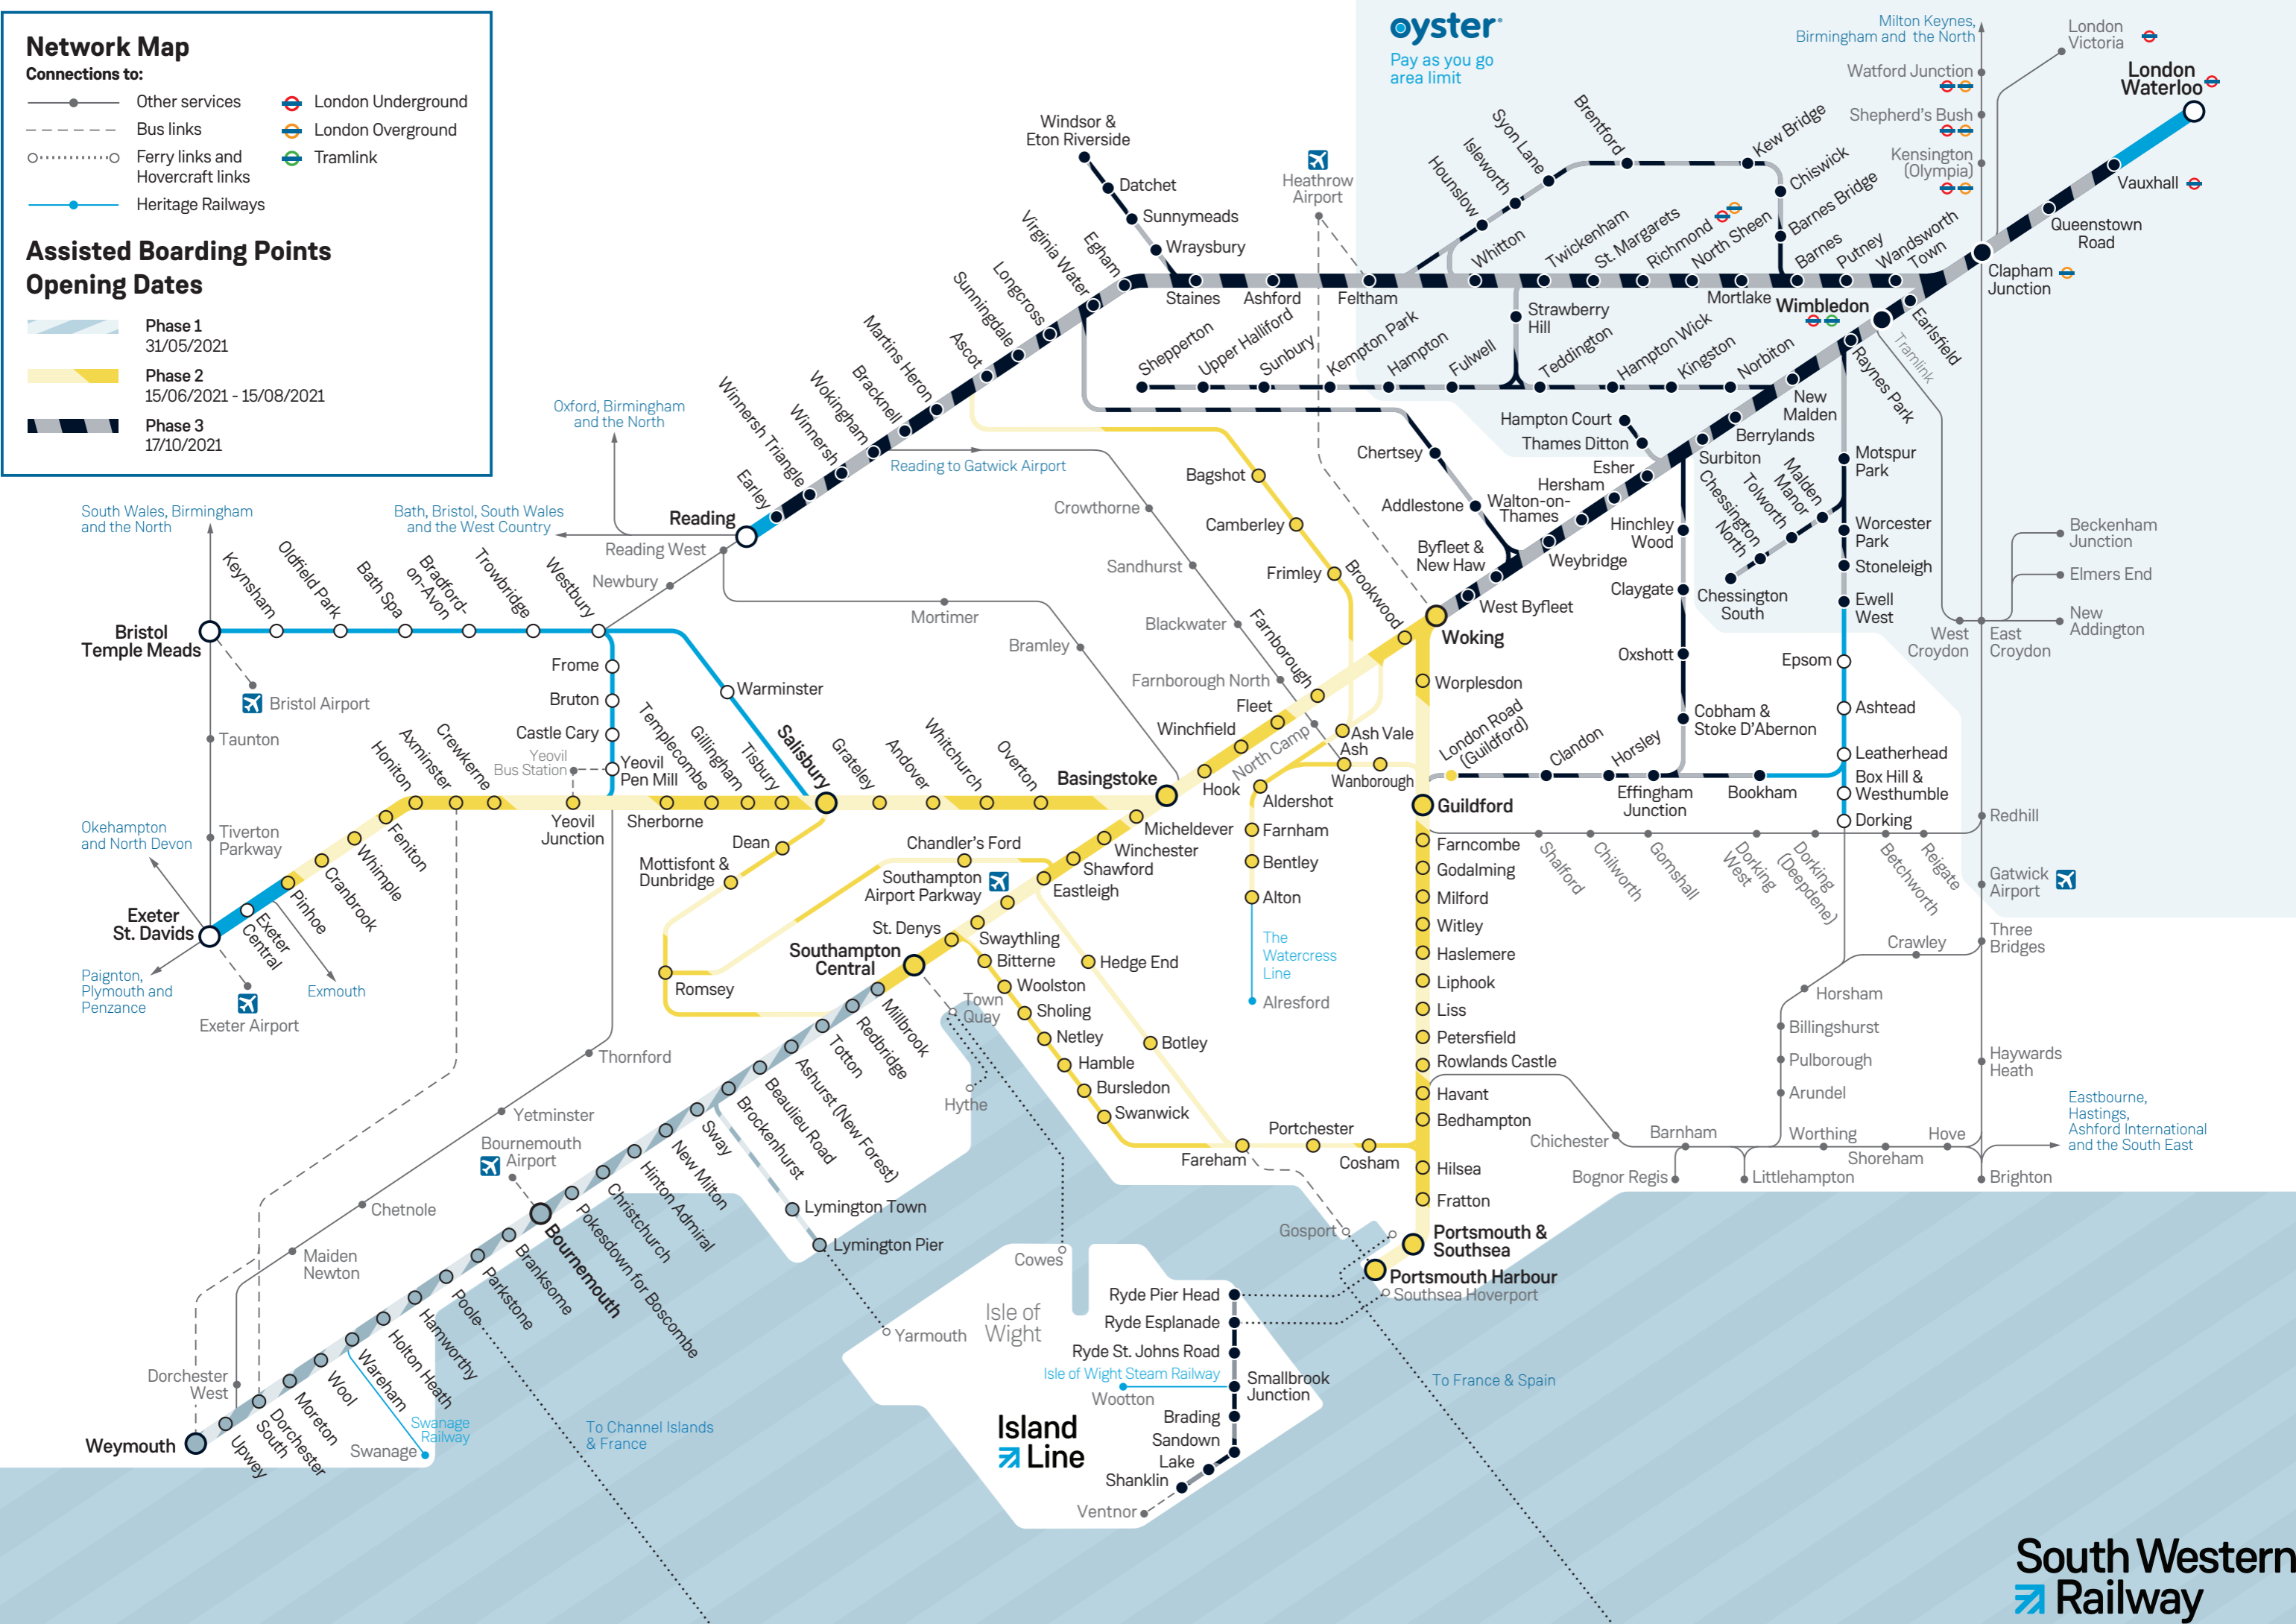 Network Map
Connections to:
Other services
Bus links
Ferry links and
Hovercraft links
Heritage Railways
London Underground
London Overground
Tramlink
Assisted Boarding Points
Opening Dates
Phase 1
31/05/2021
Phase 2
15/06/2021 - 15/08/2021
Phase 3
17/10/2021
oyster
Pay as you go
area limit
Milton Keynes,
Birmingham and the North
London
Victoria
Watford Junction
London
Waterloo
Shepherd's Bush
Kensington
(Olympia)
Vauxhall
Queenstown
Road
Clapham
Junction
Windsor &
Eton Riverside
Datchet
Sunnymeads
Wraysbury
Heathrow
Airport
Hounslow
Isleworth
Syon Lane
Brentford
Kew Bridge
Chiswick
Barnes Bridge
Whitton
Twickenham
St. Margarets
Richmond
North Sheen
Mortlake
Barnes
Putney
Wandsworth
Town
Staines
Ashford
Feltham
Egham
Virginia Water
Longcross
Sunningdale
Ascot
Martins Heron
Bracknell
Wokingham
Winnersh
Winnersh Triangle
Earley
Reading
Strawberry
Hill
Wimbledon
Earlsfield
Tramlink
Raynes Park
Shepperton
Upper Halliford
Sunbury
Kempton Park
Hampton
Fulwell
Teddington
Hampton Wick
Kingston
Norbiton
New
Malden
Berrylands
Surbiton
Hampton Court
Thames Ditton
Esher
Hersham
Walton-on-
Thames
Weybridge
Byfleet &
New Haw
West Byfleet
Woking
Chertsey
Addlestone
Hinchley
Wood
Claygate
Oxshott
Cobham &
Stoke D'Abernon
Malden
Manor
Tolworth
Chessington
North
Chessington
South
Motspur
Park
Worcester
Park
Stoneleigh
Ewell
West
Epsom
Ashtead
Leatherhead
Box Hill &
Westhumble
Dorking
London Road
(Guildford)
Clandon
Horsley
Effingham
Junction
Bookham
Beckenham
Junction
Elmers End
New
Addington
West
Croydon
East
Croydon
Redhill
Gatwick
Airport
Three
Bridges
Crawley
Horsham
Billingshurst
Pulborough
Arundel
Haywards
Heath
Eastbourne,
Hastings,
Ashford International
and the South East
Brighton
Hove
Shoreham
Worthing
Littlehampton
Barnham
Bognor Regis
Chichester
Shalford
Chilworth
Gomshall
Dorking
West
Dorking
(Deepdene)
Betchworth
Reigate
Oxford, Birmingham
and the North
Reading to Gatwick Airport
Bath, Bristol, South Wales
and the West Country
Reading West
Newbury
Mortimer
Bramley
Crowthorne
Sandhurst
Blackwater
Farnborough North
North Camp
Bagshot
Camberley
Frimley
Brookwood
Farnborough
Fleet
Winchfield
Hook
Basingstoke
Ash Vale
Ash
Wanborough
Aldershot
Farnham
Bentley
Alton
The
Watercress
Line
Alresford
Worplesdon
Guildford
Farncombe
Godalming
Milford
Witley
Haslemere
Liphook
Liss
Petersfield
Rowlands Castle
Havant
Bedhampton
Hilsea
Fratton
Portsmouth &
Southsea
Portsmouth Harbour
Southsea Hoverport
Gosport
South Wales, Birmingham
and the North
Bristol
Temple Meads
Keynsham
Oldfield Park
Bath Spa
Bradford-
on-Avon
Trowbridge
Westbury
Bristol Airport
Taunton
Tiverton
Parkway
Frome
Bruton
Castle Cary
Yeovil
Pen Mill
Yeovil
Bus Station
Warminster
Okehampton
and North Devon
Exeter
St. Davids
Exeter
Central
Pinhoe
Cranbrook
Whimple
Feniton
Honiton
Axminster
Crewkerne
Yeovil
Junction
Sherborne
Templecombe
Gillingham
Tisbury
Salisbury
Grateley
Andover
Whitchurch
Overton
Paignton,
Plymouth and
Penzance
Exmouth
Exeter Airport
Dean
Mottisfont &
Dunbridge
Romsey
Chandler's Ford
Micheldever
Winchester
Shawford
Eastleigh
Southampton
Airport Parkway
Swaythling
St. Denys
Southampton
Central
Bitterne
Woolston
Sholing
Netley
Hamble
Bursledon
Swanwick
Hedge End
Botley
Fareham
Portchester
Cosham
Town
Quay
Hythe
Millbrook
Redbridge
Totton
Ashurst (New Forest)
Beaulieu Road
Brockenhurst
Sway
New Milton
Hinton Admiral
Christchurch
Pokesdown for Boscombe
Bournemouth
Branksome
Parkstone
Poole
Hamworthy
Holton Heath
Wareham
Wool
Moreton
Dorchester
South
Upwey
Weymouth
Lymington Town
Lymington Pier
Yarmouth
Thornford
Yetminster
Chetnole
Maiden
Newton
Dorchester
West
Bournemouth
Airport
Swanage
Railway
Swanage
To Channel Islands
& France
Cowes
Isle of
Wight
Ryde Pier Head
Ryde Esplanade
Ryde St. Johns Road
Isle of Wight Steam Railway
Wootton
Smallbrook
Junction
Brading
Sandown
Lake
Shanklin
Ventnor
Island
Line
To France & Spain
South Western
Railway